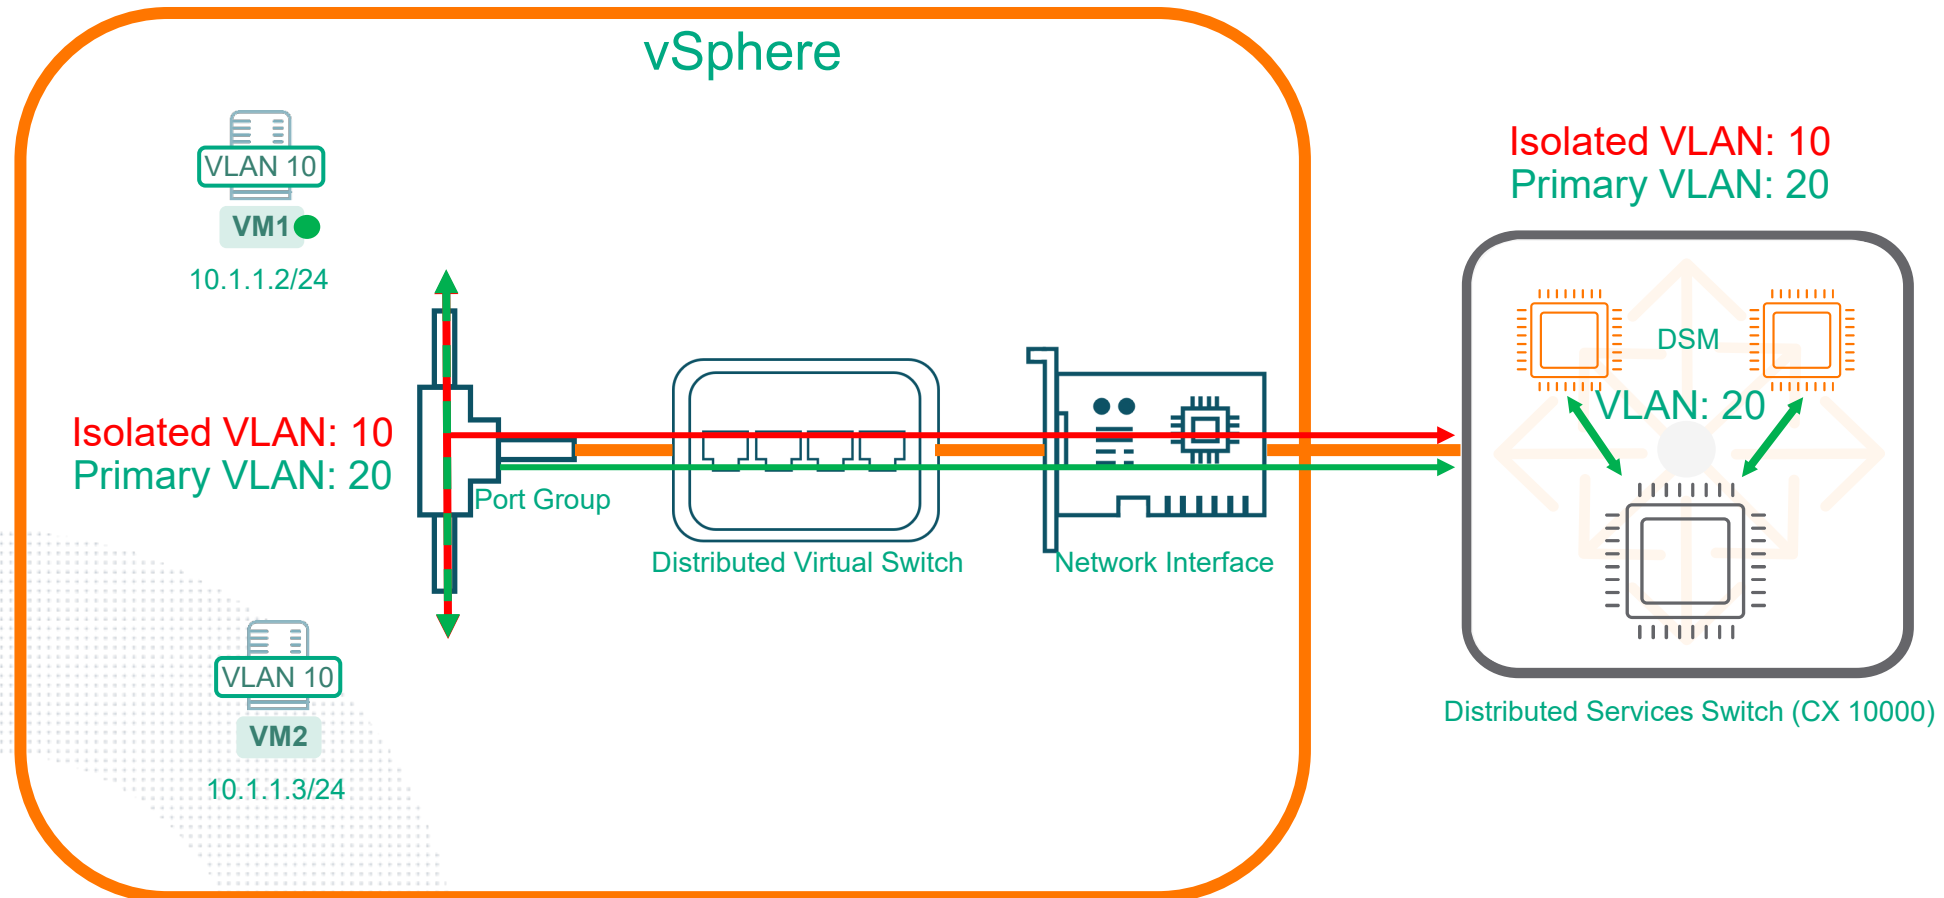 vSphere
VLAN 10
VM1
10.1.1.2/24
Isolated VLAN: 10
Primary VLAN: 20
Port Group
Distributed Virtual Switch
Network Interface
VLAN 10
VM2
10.1.1.3/24
Isolated VLAN: 10
Primary VLAN: 20
DSM
VLAN: 20
Distributed Services Switch (CX 10000)